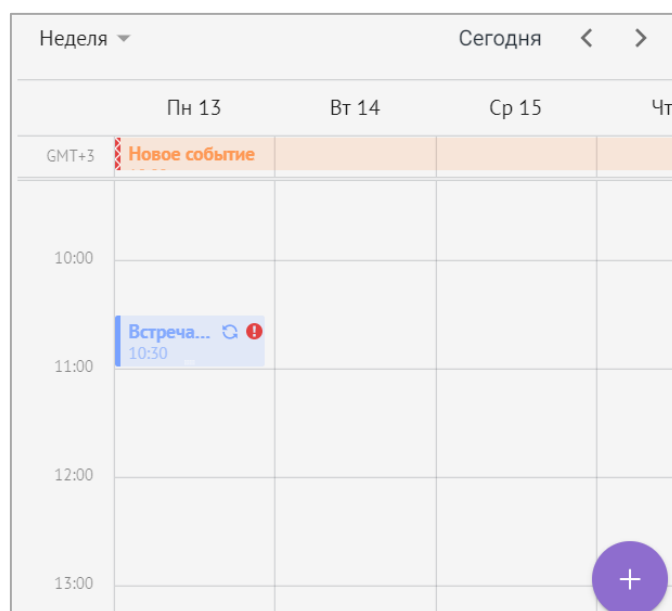 Неделя
Сегодня
Пн 13
Вт 14
Ср 15
Чт
GMT+3
Новое событие
10:00
Встреча...
10:30
11:00
12:00
13:00